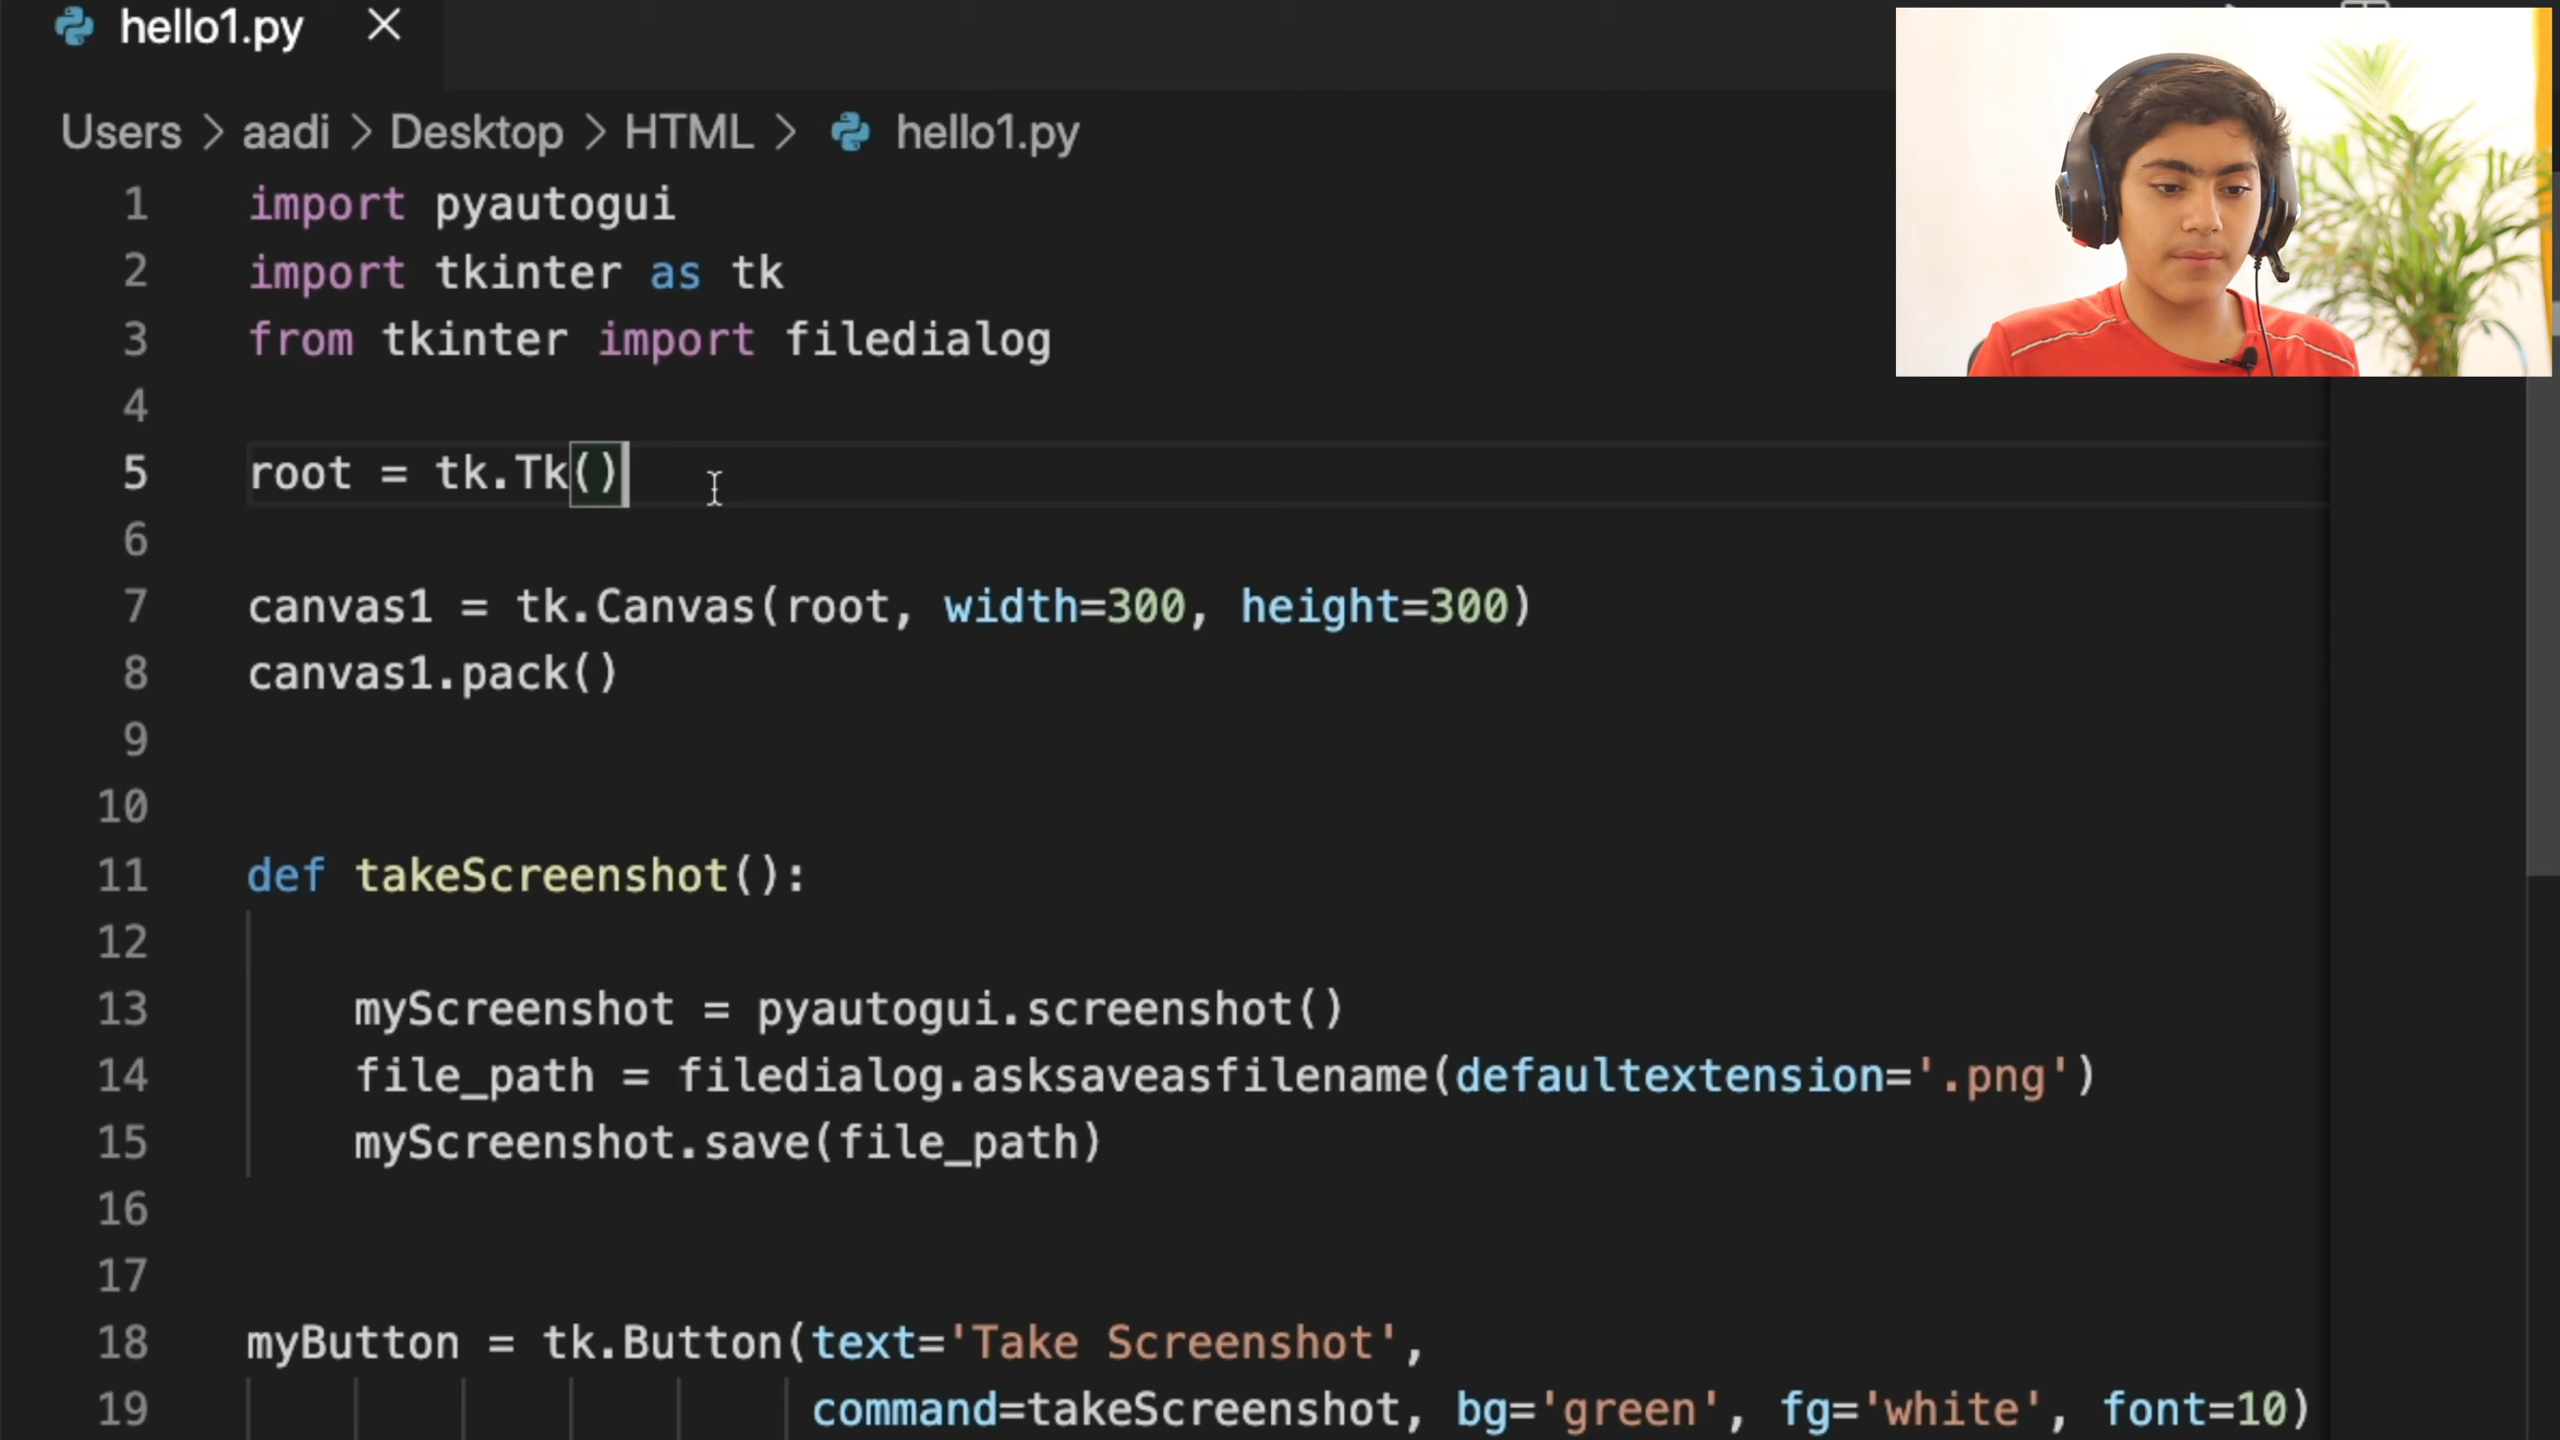 hello1.py
Users > aadi > Desktop > HTML > hello1.py
1 import pyautogui
2 import tkinter as tk
3 from tkinter import filedialog
4
5 root = tk.Tk()
6
7 canvas1 = tk.Canvas(root, width=300, height=300)
8 canvas1.pack()
9
10
11 def takeScreenshot():
12
13     myScreenshot = pyautogui.screenshot()
14     file_path = filedialog.asksaveasfilename(defaultextension='.png')
15     myScreenshot.save(file_path)
16
17
18 myButton = tk.Button(text='Take Screenshot',
19                      command=takeScreenshot, bg='green', fg='white', font=10)